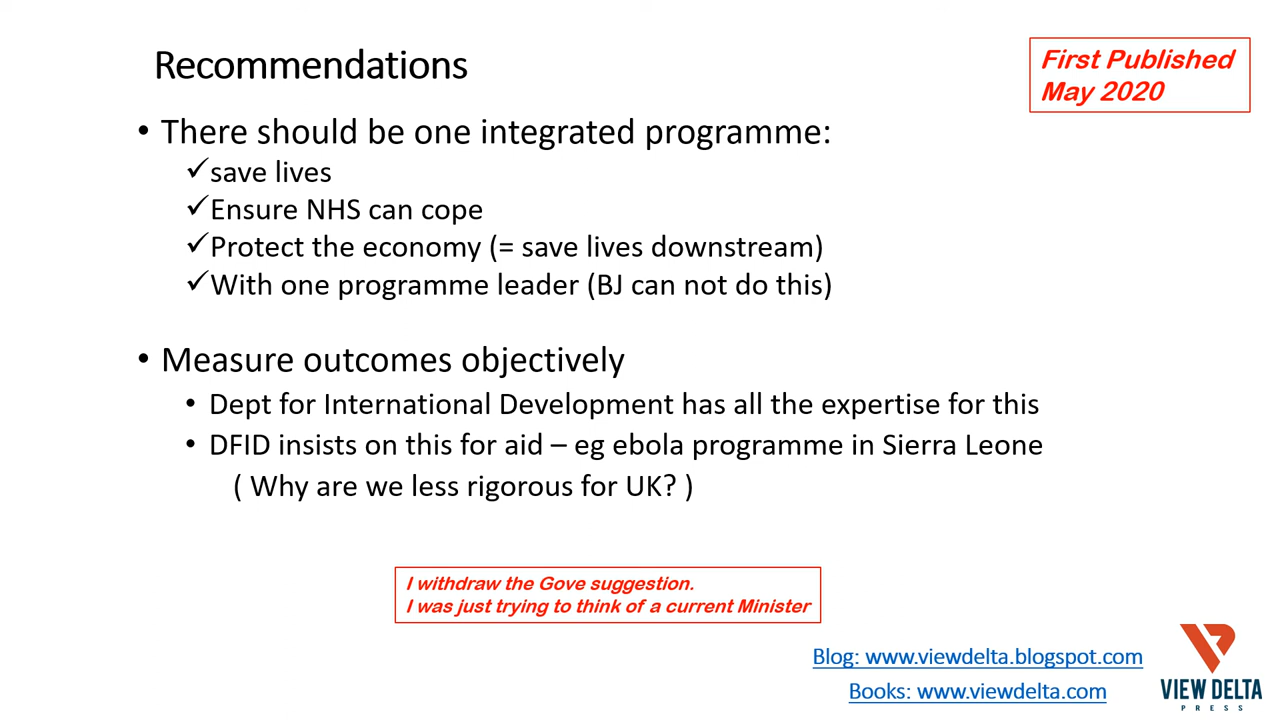 Recommendations
First Published
May 2020
• There should be one integrated programme:
✓save lives
✓Ensure NHS can cope
✓Protect the economy (= save lives downstream)
✓With one programme leader (BJ can not do this)
• Measure outcomes objectively
• Dept for International Development has all the expertise for this
• DFID insists on this for aid – eg ebola programme in Sierra Leone
( Why are we less rigorous for UK? )
I withdraw the Gove suggestion.
I was just trying to think of a current Minister
Blog: www.viewdelta.blogspot.com
Books: www.viewdelta.com
VIEW DELTA
PRESS